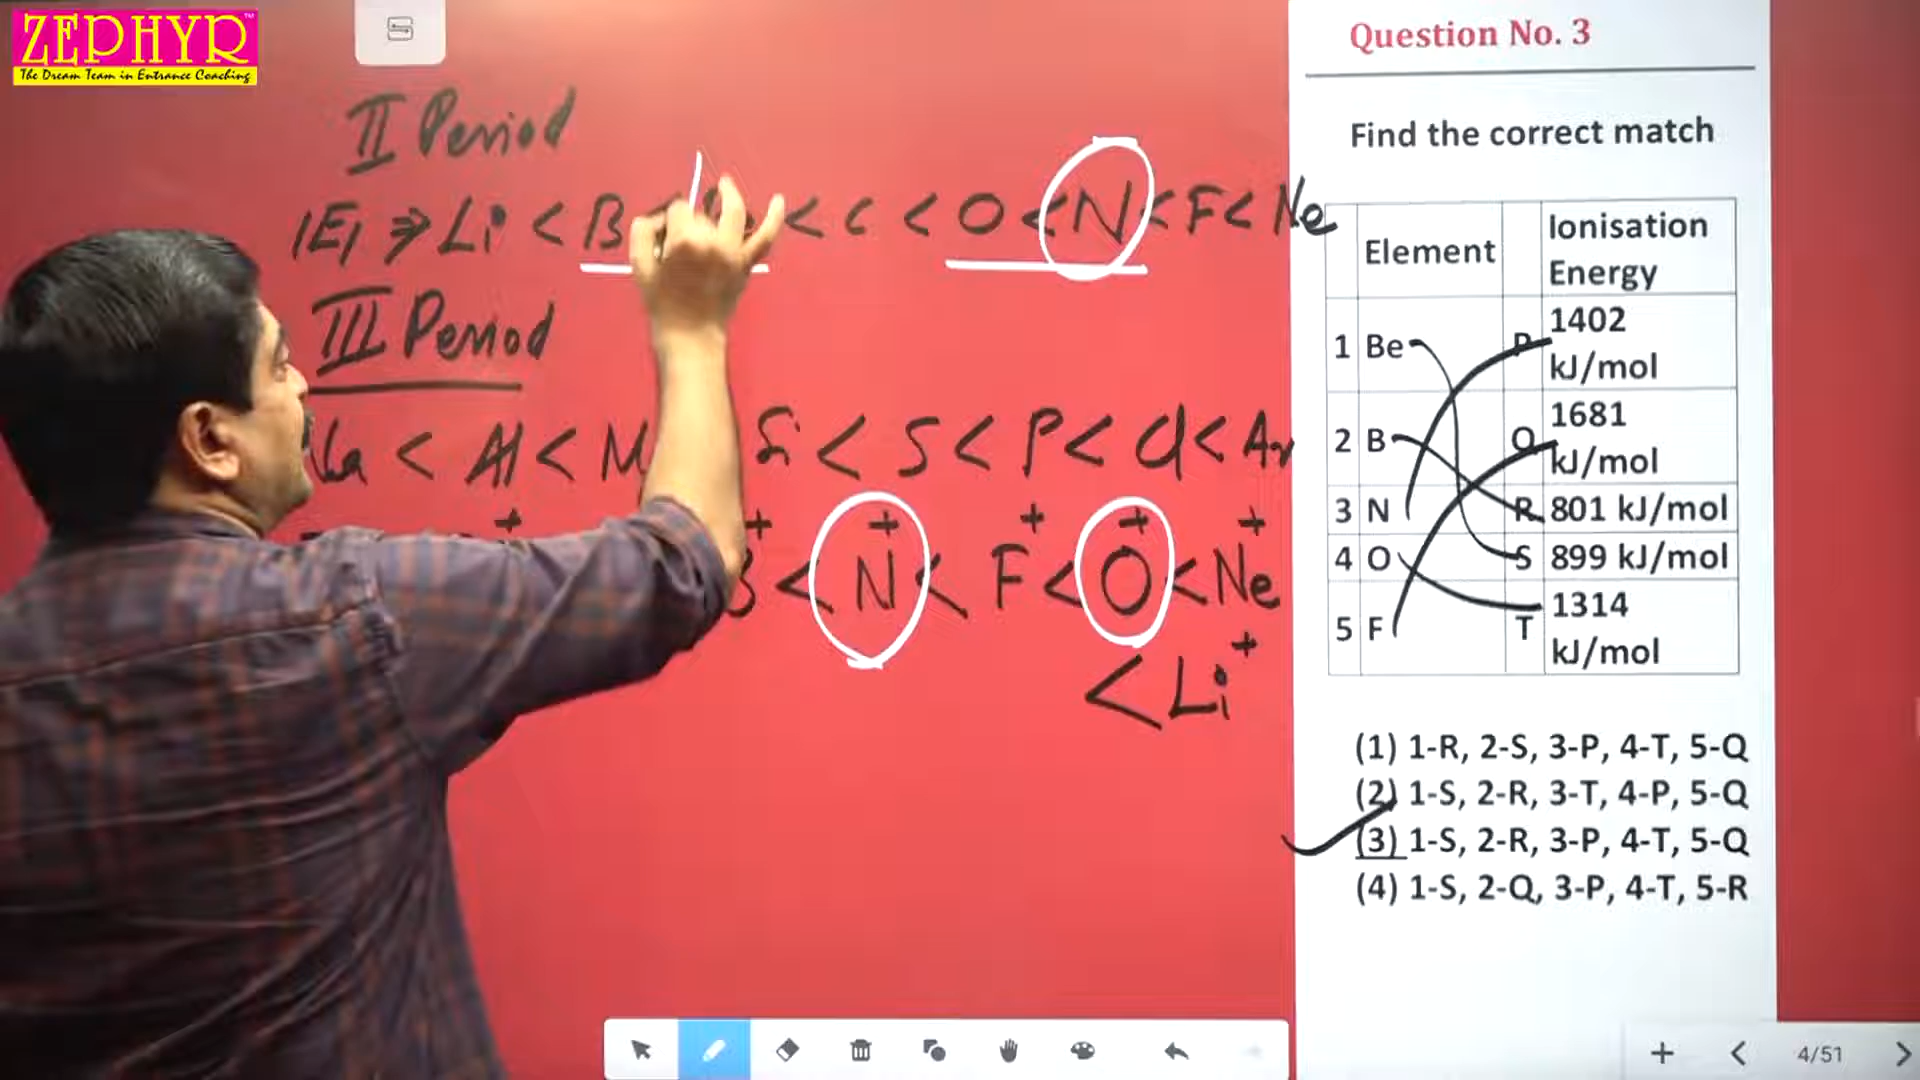 ZEPHYR™
The Dream Team in Entrance Coaching
II Period
IE₁ ⇒ Li < B < < C < O < N < F < Ne
III Period
Na < Al < M Si < S < P < Cl < Ar
B⁺ < N⁺ < F⁺ < O⁺ < Ne⁺
< Li⁺
Question No. 3
Find the correct match
Element Ionisation Energy
1 Be P 1402 kJ/mol
2 B Q 1681 kJ/mol
3 N R 801 kJ/mol
4 O S 899 kJ/mol
5 F T 1314 kJ/mol
(1) 1-R, 2-S, 3-P, 4-T, 5-Q
(2) 1-S, 2-R, 3-T, 4-P, 5-Q
(3) 1-S, 2-R, 3-P, 4-T, 5-Q
(4) 1-S, 2-Q, 3-P, 4-T, 5-R
4/51